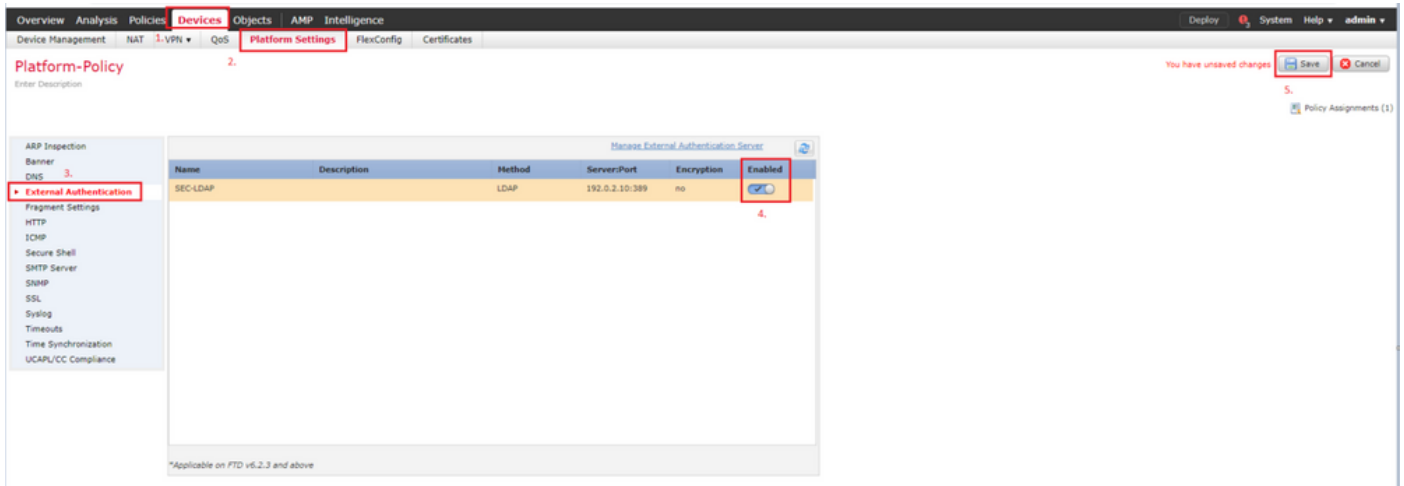 Overview Analysis Policies Devices Objects AMP Intelligence Deploy System Help admin
Device Management NAT 1. VPN QoS Platform Settings FlexConfig Certificates
2.
Platform-Policy
Enter Description
You have unsaved changes Save Cancel
5.
Policy Assignments (1)
ARP Inspection
Banner
DNS
3.
External Authentication
Fragment Settings
HTTP
ICMP
Secure Shell
SMTP Server
SNMP
SSL
Syslog
Timeouts
Time Synchronization
UCAPL/CC Compliance
Manage External Authentication Server
Name Description Method Server:Port Encryption Enabled
SEC-LDAP LDAP 192.0.2.10:389 no
4.
*Applicable on FTD v6.2.3 and above